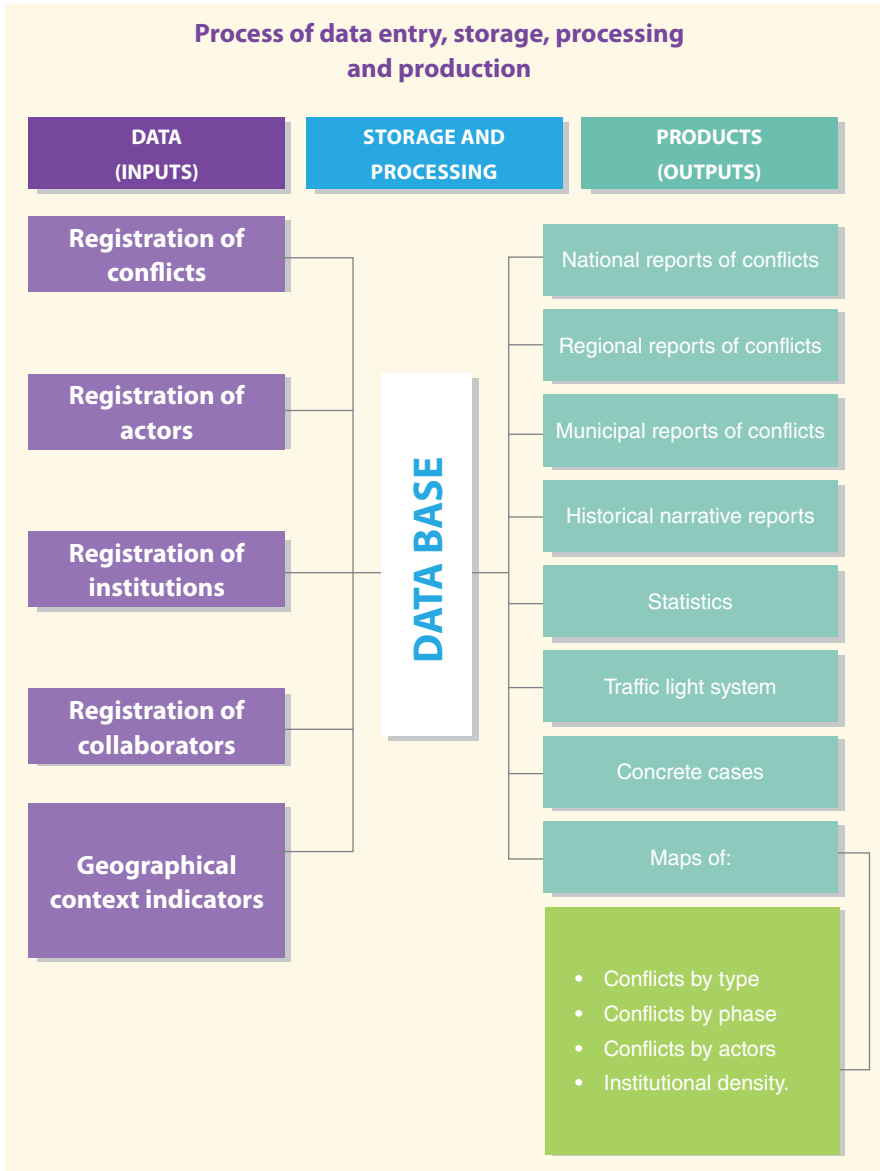 Process of data entry, storage, processing
and production
DATA
(INPUTS)
STORAGE AND
PROCESSING
PRODUCTS
(OUTPUTS)
Registration of
conflicts
Registration of
actors
Registration of
institutions
Registration of
collaborators
Geographical
context indicators
DATA BASE
National reports of conflicts
Regional reports of conflicts
Municipal reports of conflicts
Historical narrative reports
Statistics
Traffic light system
Concrete cases
Maps of:
• Conflicts by type
• Conflicts by phase
• Conflicts by actors
• Institutional density.